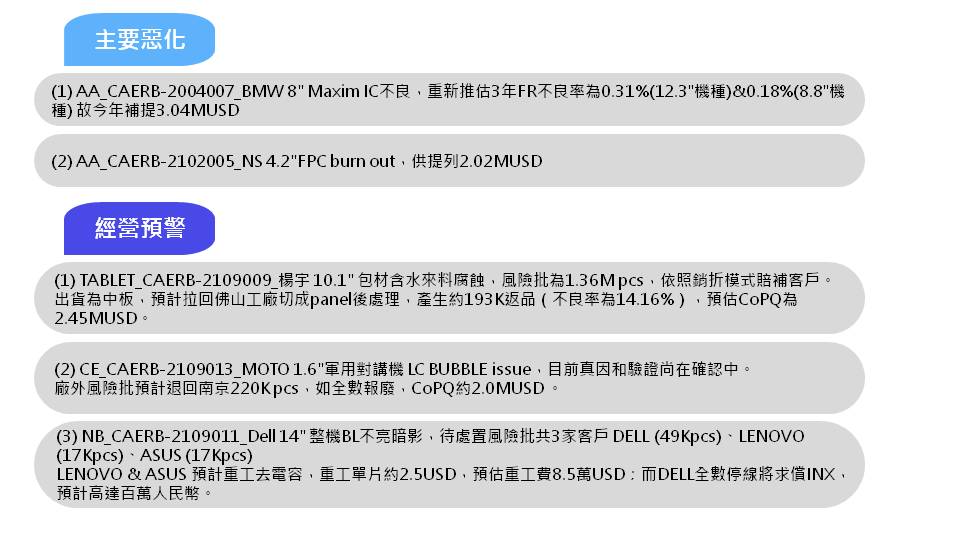 主要惡化
(1) AA_CAERB-2004007_BMW 8" Maxim IC不良，重新推估3年FR不良率為0.31%(12.3"機種)&0.18%(8.8"機
種) 故今年補提3.04MUSD
(2) AA_CAERB-2102005_NS 4.2"FPC burn out，供提列2.02MUSD
經營預警
(1) TABLET_CAERB-2109009_楊宇 10.1" 包材含水來料腐蝕，風險批為1.36M pcs，依照銷折模式賠補客戶。
出貨為中板，預計拉回佛山工廠切成panel後處理，產生約193K返品（不良率為14.16%），預估CoPQ為
2.45MUSD。
(2) CE_CAERB-2109013_MOTO 1.6"軍用對講機 LC BUBBLE issue，目前真因和驗證尚在確認中。
廠外風險批預計退回南京220K pcs，如全數報廢，CoPQ約2.0MUSD 。
(3) NB_CAERB-2109011_Dell 14" 整機BL不亮暗影，待處置風險批共3家客戶 DELL (49Kpcs)、LENOVO
(17Kpcs)、ASUS (17Kpcs)
LENOVO & ASUS 預計重工去電容，重工單片約2.5USD，預估重工費8.5萬USD；而DELL全數停線將求償INX，
預計高達百萬人民幣。